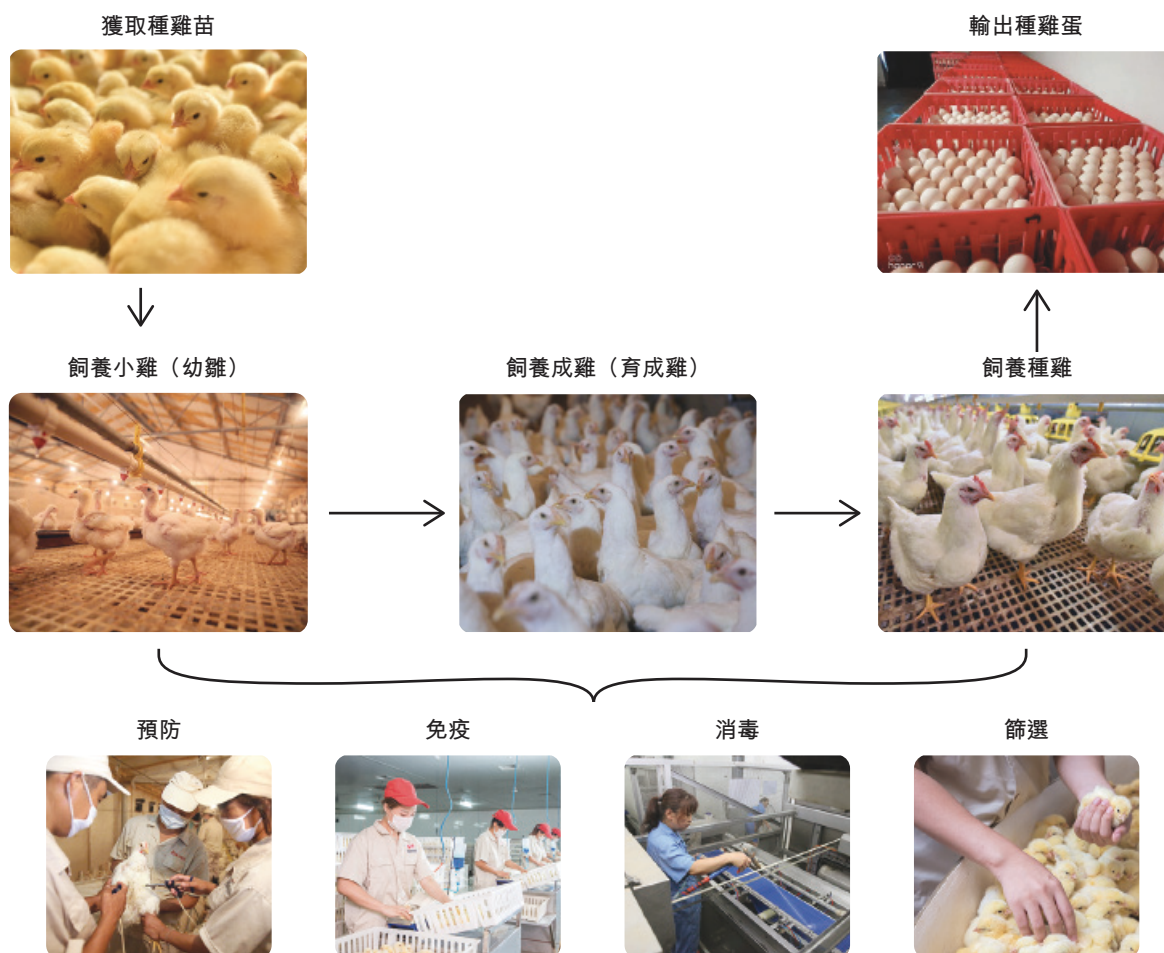 獲取種雞苗
輸出種雞蛋
飼養小雞（幼雛）
飼養成雞（育成雞）
飼養種雞
預防
免疫
消毒
篩選